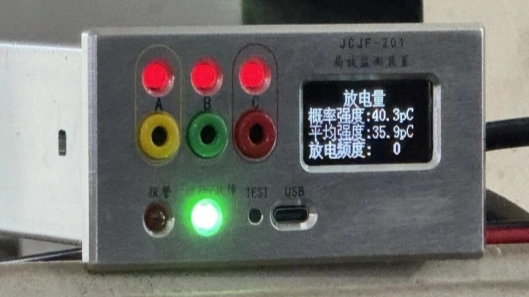 JCJF-Z01
局放监测装置
A B C
放电量
概率强度:40.3pC
平均强度:35.9pC
放电频度: 0
报警
TEST
USB